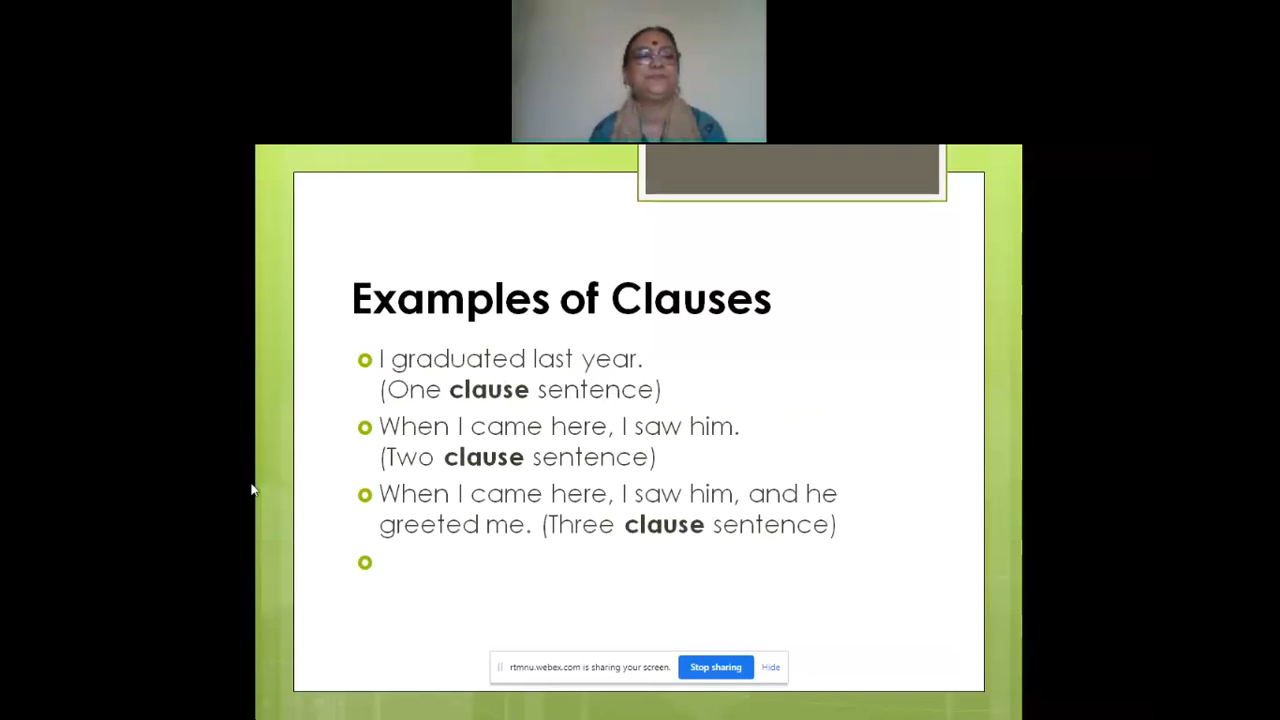 Examples of Clauses
I graduated last year.
(One clause sentence)
When I came here, I saw him.
(Two clause sentence)
When I came here, I saw him, and he
greeted me. (Three clause sentence)
rtmnu.webex.com is sharing your screen. Stop sharing Hide